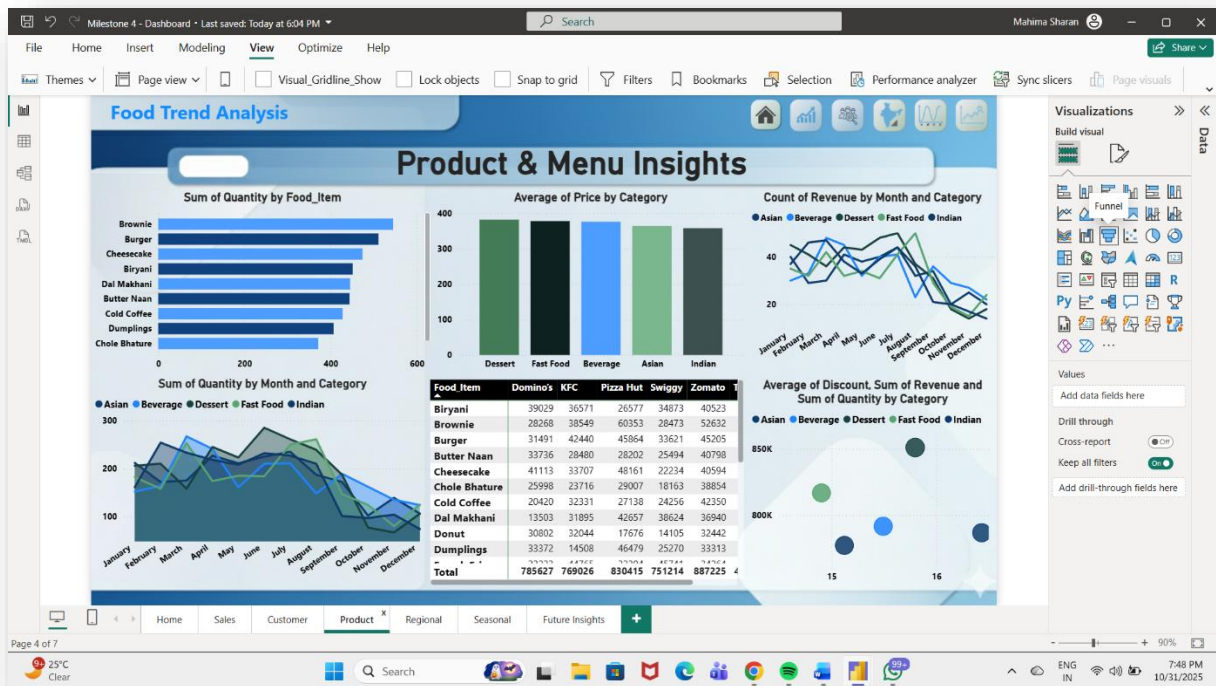 Milestone 4 - Dashboard • Last saved: Today at 6:04 PM
Search
Mahima Sharan
File Home Insert Modeling View Optimize Help
Share
Themes Page view Visual_Gridline_Show Lock objects Snap to grid Filters Bookmarks Selection Performance analyzer Sync slicers Page visuals
Food Trend Analysis
Product & Menu Insights
Sum of Quantity by Food_Item
Brownie
Burger
Cheesecake
Biryani
Dal Makhani
Butter Naan
Cold Coffee
Dumplings
Chole Bhature
0 200 400 600
Average of Price by Category
400
300
200
100
0
Dessert Fast Food Beverage Asian Indian
Count of Revenue by Month and Category
Asian Beverage Dessert Fast Food Indian
40
20
January February March April May June July August September October November December
Sum of Quantity by Month and Category
Asian Beverage Dessert Fast Food Indian
300
200
100
January February March April May June July August September October November December
Food_Item Domino's KFC Pizza Hut Swiggy Zomato T
Biryani 39029 36571 26577 34873 40523
Brownie 28268 38549 60353 28473 52632
Burger 31491 42440 45864 33621 45205
Butter Naan 33736 28480 28202 25494 40798
Cheesecake 41113 33707 48161 22234 40594
Chole Bhature 25998 23716 29007 18163 38854
Cold Coffee 20420 32331 27138 24256 42350
Dal Makhani 13503 31895 42657 38624 36940
Donut 30802 32044 17676 14105 32442
Dumplings 33372 14508 46479 25270 33313
Total 785627 769026 830415 751214 887225 4
Average of Discount, Sum of Revenue and
Sum of Quantity by Category
Asian Beverage Dessert Fast Food Indian
850K
800K
15 16
Visualizations
Build visual
Funnel
R
Py
123
Values
Add data fields here
Drill through
Cross-report Off
Keep all filters On
Add drill-through fields here
Data
DAX
TMDL
Home Sales Customer Product x Regional Seasonal Future Insights +
Page 4 of 7
- + 90%
9+
25°C
Clear
Search
99+
ENG
IN
7:48 PM
10/31/2025